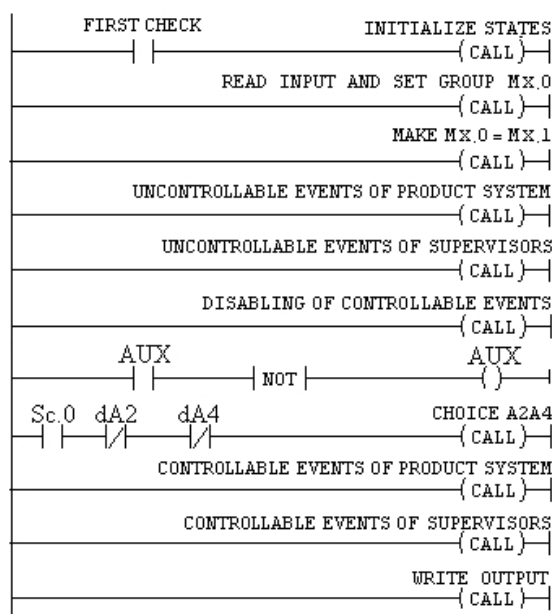 FIRST CHECK INITIALIZE STATES
(CALL)
READ INPUT AND SET GROUP MX.0
(CALL)
MAKE MX.0 = MX.1
(CALL)
UNCONTROLLABLE EVENTS OF PRODUCT SYSTEM
(CALL)
UNCONTROLLABLE EVENTS OF SUPERVISORS
(CALL)
DISABLING OF CONTROLLABLE EVENTS
(CALL)
AUX AUX
NOT ( )
Sc.0 dA2 dA4 CHOICE A2A4
(CALL)
CONTROLLABLE EVENTS OF PRODUCT SYSTEM
(CALL)
CONTROLLABLE EVENTS OF SUPERVISORS
(CALL)
WRITE OUTPUT
(CALL)